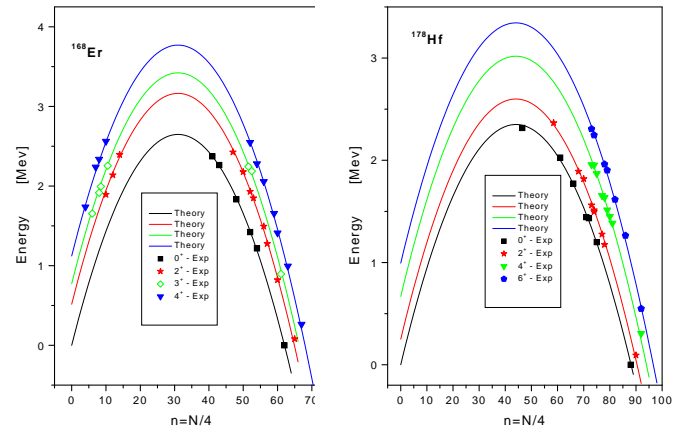 ¹⁶⁸Er
4
3
2
1
0
Energy [Mev]
Theory
Theory
Theory
Theory
0⁺ - Exp
2⁺ - Exp
3⁺ - Exp
4⁺ - Exp
0 10 20 30 40 50 60 70
n=N/4
¹⁷⁸Hf
3
2
1
0
Energy [Mev]
Theory
Theory
Theory
Theory
0⁺ - Exp
2⁺ - Exp
4⁺ - Exp
6⁺ - Exp
0 10 20 30 40 50 60 70 80 90 100
n=N/4